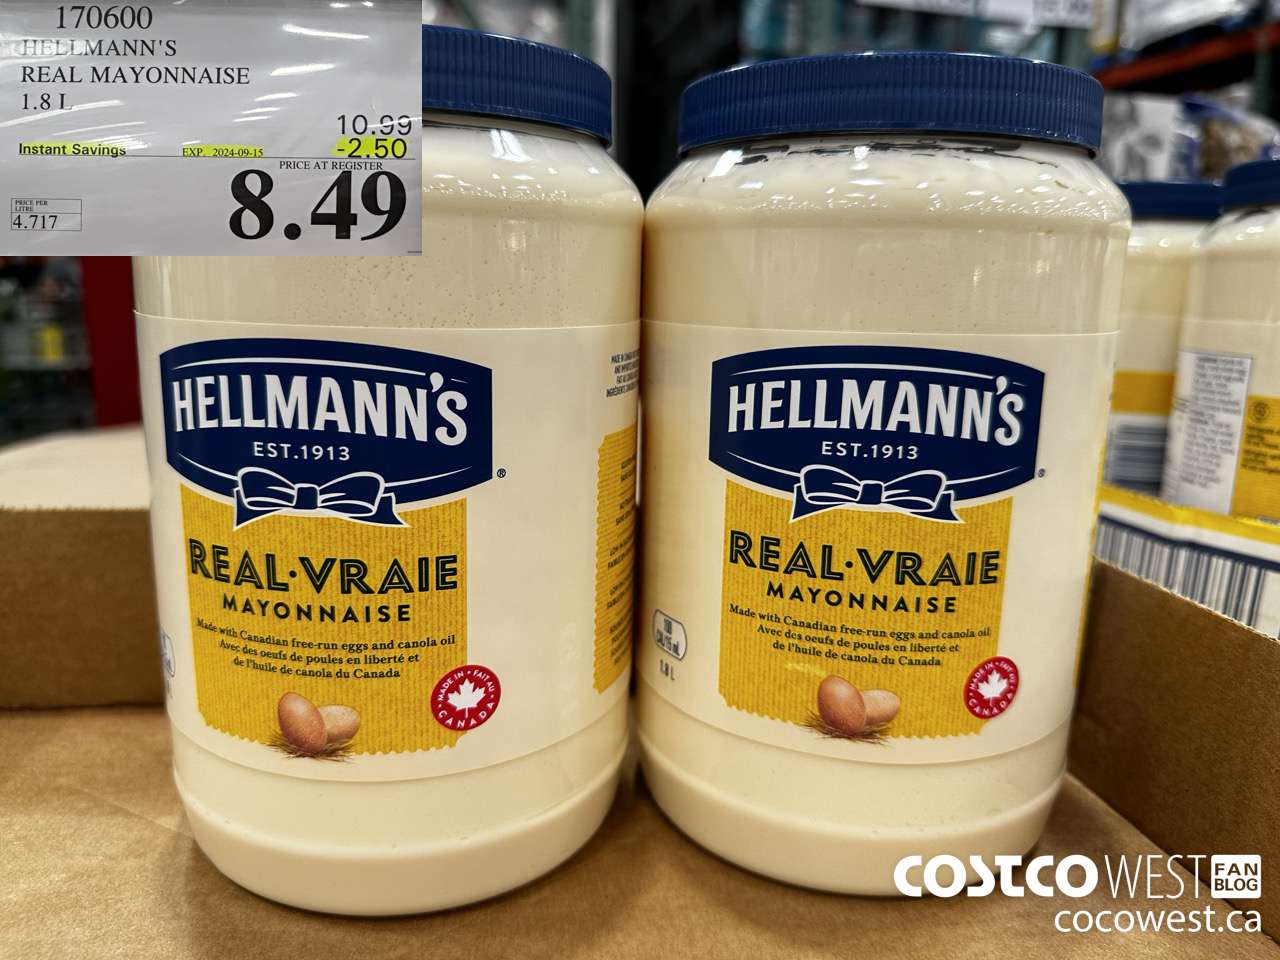 170600
HELLMANN'S
REAL MAYONNAISE
1.8 L
10.99
Instant Savings EXP. 2024-09-15 -2.50
PRICE AT REGISTER
8.49
PRICE PER
LITRE
4.717
HELLMANN'S
EST.1913
®
REAL·VRAIE
MAYONNAISE
Made with Canadian free-run eggs and canola oil
Avec des oeufs de poules en liberté et
de l'huile de canola du Canada
MADE IN • FAIT AU
CANADA
HELLMANN'S
EST.1913
®
REAL·VRAIE
MAYONNAISE
Made with Canadian free-run eggs and canola oil
Avec des oeufs de poules en liberté et
de l'huile de canola du Canada
MADE IN • FAIT AU
CANADA
100
CAL/15 mL
1.8 L
COSTCO WEST FAN
BLOG
cocowest.ca